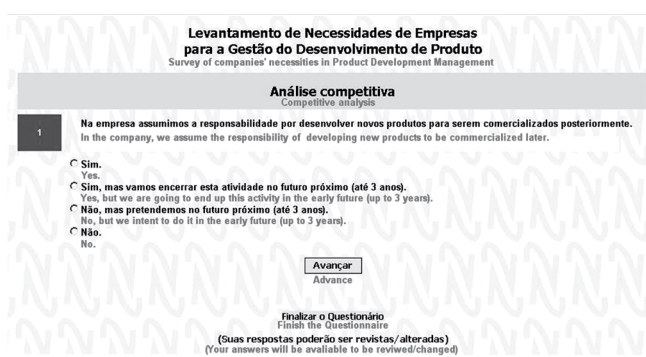 Levantamento de Necessidades de Empresas
para a Gestão do Desenvolvimento de Produto
Survey of companies' necessities in Product Development Management
Análise competitiva
Competitive analysis
1
Na empresa assumimos a responsabilidade por desenvolver novos produtos para serem comercializados posteriormente.
In the company, we assume the responsibility of developing new products to be commercialized later.
Sim.
Yes.
Sim, mas vamos encerrar esta atividade no futuro próximo (até 3 anos).
Yes, but we are going to end up this activity in the early future (up to 3 years).
Não, mas pretendemos no futuro próximo (até 3 anos).
No, but we intent to do it in the early future (up to 3 years).
Não.
No.
Avançar
Advance
Finalizar o Questionário
Finish the Questionnaire
(Suas respostas poderão ser revistas/alteradas)
(Your answers will be avaliable to be reviwed/changed)